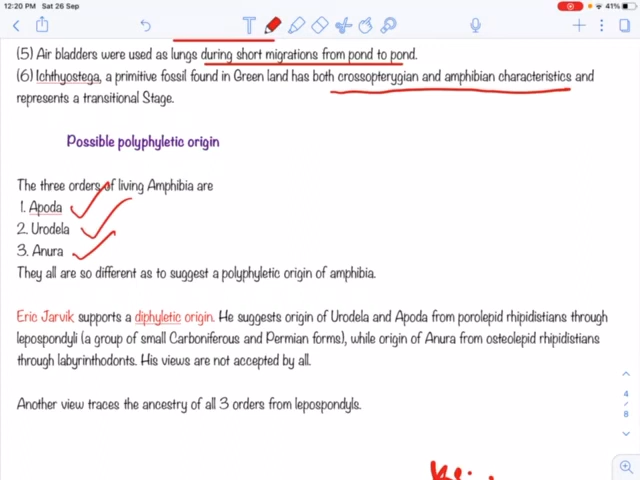 12:20 PM Sat 26 Sep
41%
(5) Air bladders were used as lungs during short migrations from pond to pond.
(6) Ichthyostega, a primitive fossil found in Green land has both crossopterygian and amphibian characteristics and
represents a transitional Stage.
Possible polyphyletic origin
The three orders of living Amphibia are
1. Apoda
2. Urodela
3. Anura
They all are so different as to suggest a polyphyletic origin of amphibia.
Eric Jarvik supports a diphyletic origin. He suggests origin of Urodela and Apoda from porolepid rhipidistians through
lepospondyli (a group of small Carboniferous and Permian forms), while origin of Anura from osteolepid rhipidistians
through labyrinthodonts. His views are not accepted by all.
Another view traces the ancestry of all 3 orders from lepospondyls.
4
/
8